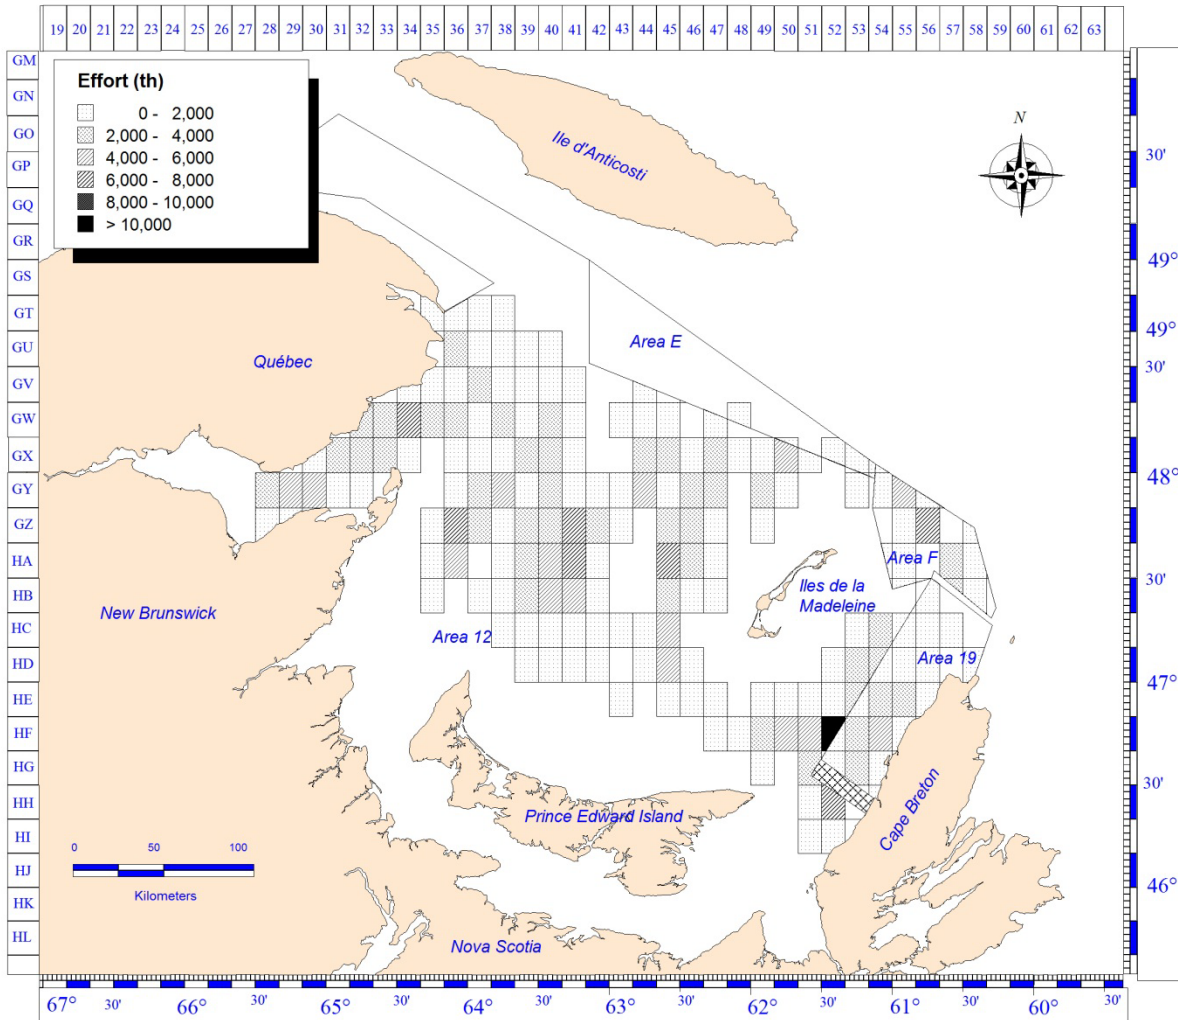 19 20 21 22 23 24 25 26 27 28 29 30 31 32 33 34 35 36 37 38 39 40 41 42 43 44 45 46 47 48 49 50 51 52 53 54 55 56 57 58 59 60 61 62 63
GM
GN
GO
GP
GQ
GR
GS
GT
GU
GV
GW
GX
GY
GZ
HA
HB
HC
HD
HE
HF
HG
HH
HI
HJ
HK
HL
Effort (th)
0 - 2,000
2,000 - 4,000
4,000 - 6,000
6,000 - 8,000
8,000 - 10,000
> 10,000
Ile d'Anticosti
N
Area E
Québec
Area F
Iles de la
Madeleine
New Brunswick
Area 12
Area 19
Prince Edward Island
Cape Breton
Nova Scotia
0 50 100
Kilometers
30'
49°
49°
30'
48°
30'
47°
30'
46°
67° 30' 66° 30' 65° 30' 64° 30' 63° 30' 62° 30' 61° 30' 60° 30'